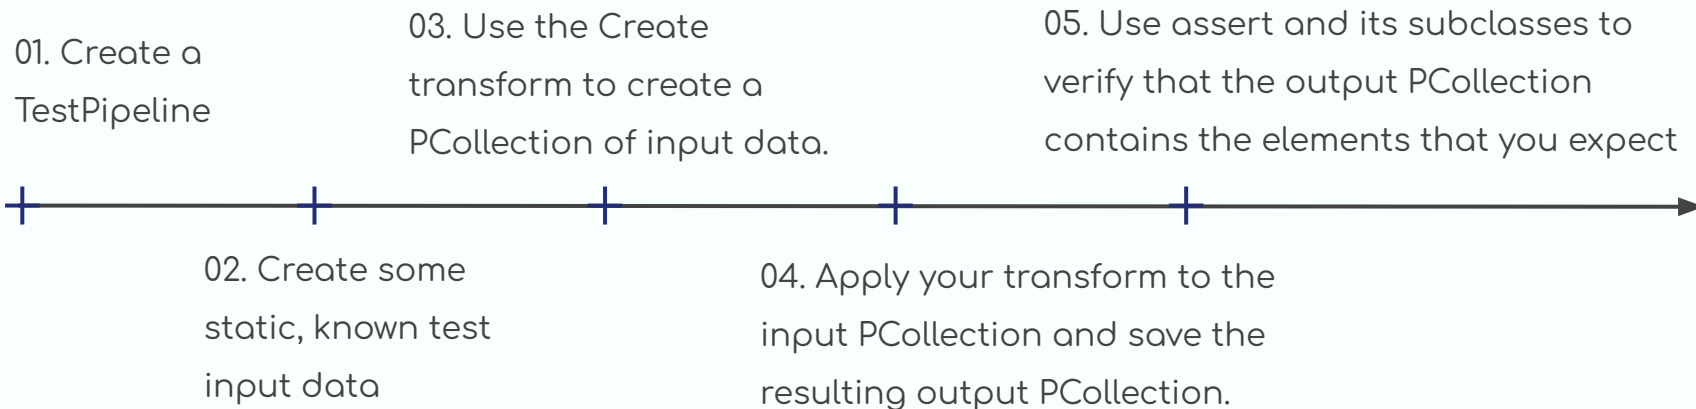 01. Create a
TestPipeline
02. Create some
static, known test
input data
03. Use the Create
transform to create a
PCollection of input data.
04. Apply your transform to the
input PCollection and save the
resulting output PCollection.
05. Use assert and its subclasses to
verify that the output PCollection
contains the elements that you expect